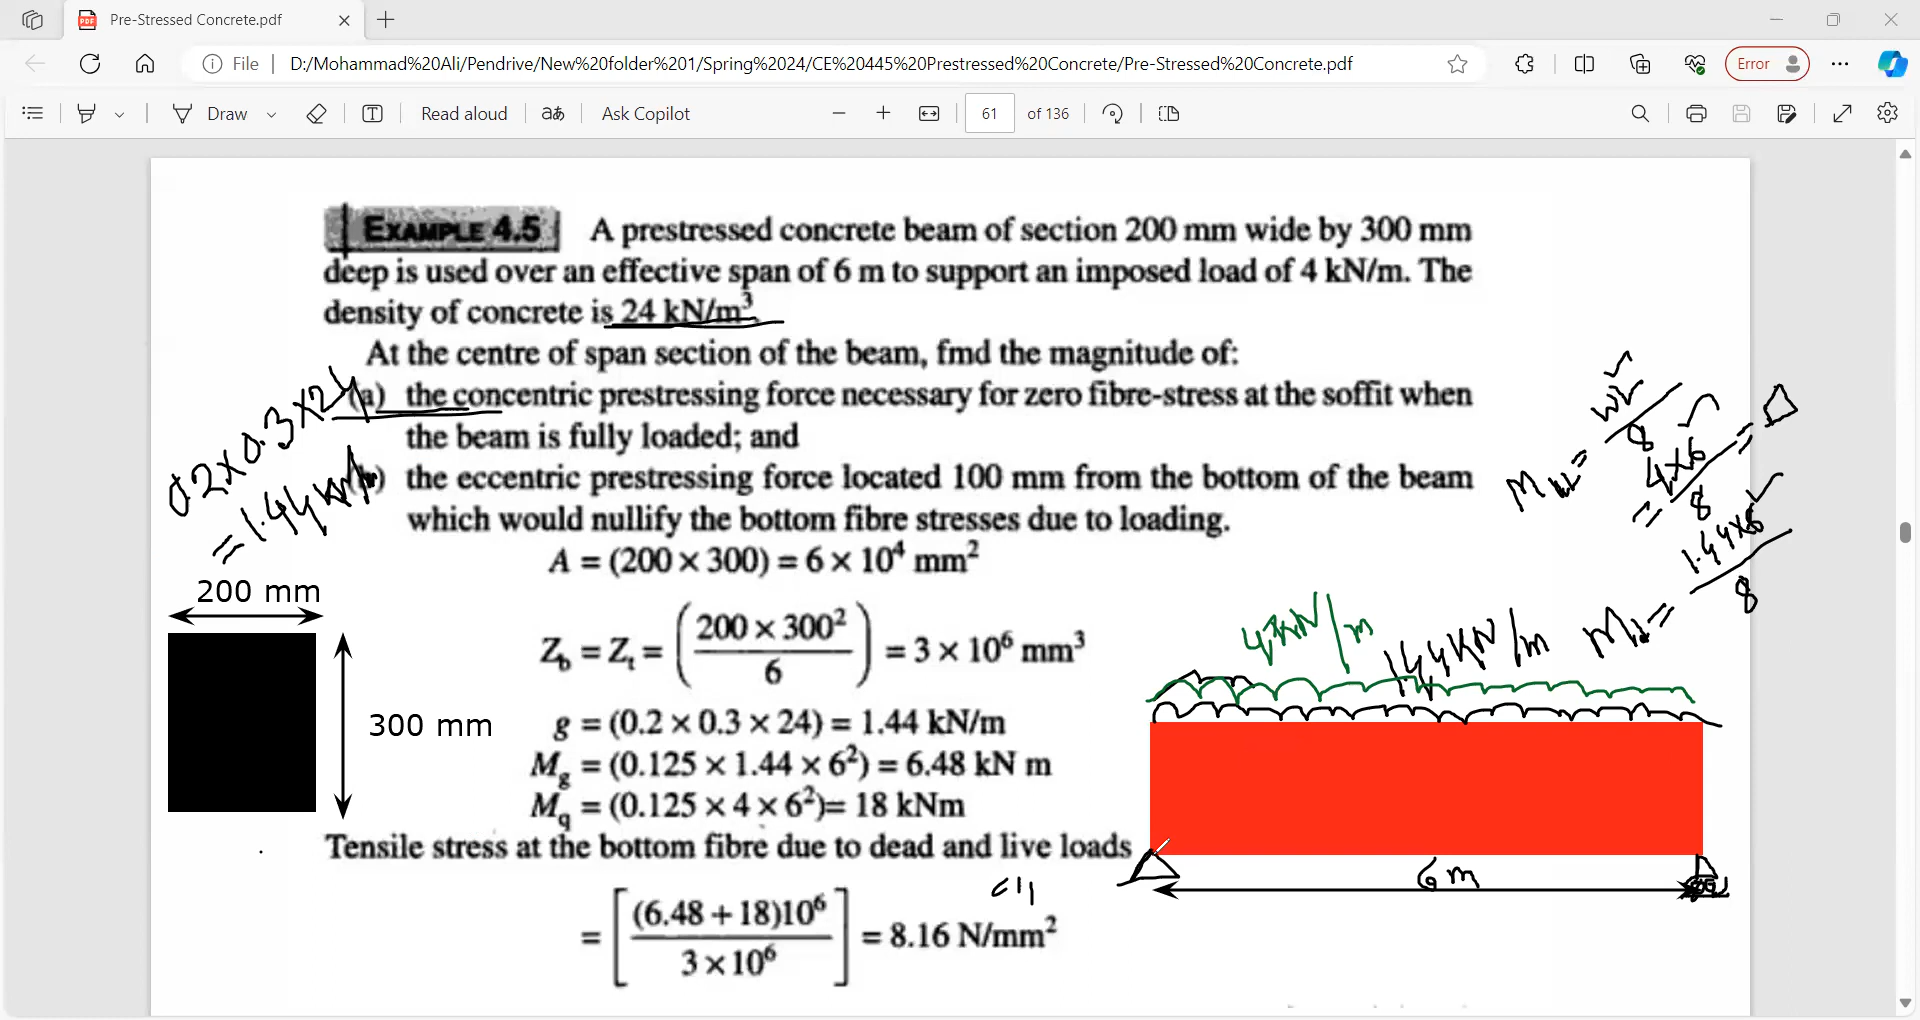 Pre-Stressed Concrete.pdf
File
D:/Mohammad%20Ali/Pendrive/New%20folder%201/Spring%2024/CE%20445%20Prestressed%20Concrete/Pre-Stressed%20Concrete.pdf
Error
Draw
Read aloud
aあ
Ask Copilot
61
of 136
EXAMPLE 4.5 A prestressed concrete beam of section 200 mm wide by 300 mm
deep is used over an effective span of 6 m to support an imposed load of 4 kN/m. The
density of concrete is 24 kN/m³.
At the centre of span section of the beam, fmd the magnitude of:
(a) the concentric prestressing force necessary for zero fibre-stress at the soffit when
the beam is fully loaded; and
(b) the eccentric prestressing force located 100 mm from the bottom of the beam
which would nullify the bottom fibre stresses due to loading.
A = (200 × 300) = 6 × 10⁴ mm²
Z_b = Z_t = (200 × 300² / 6) = 3 × 10⁶ mm³
g = (0.2 × 0.3 × 24) = 1.44 kN/m
M_g = (0.125 × 1.44 × 6²) = 6.48 kN m
M_q = (0.125 × 4 × 6²)= 18 kNm
Tensile stress at the bottom fibre due to dead and live loads
= [(6.48 + 18)10⁶ / 3 × 10⁶] = 8.16 N/mm²
0.2×0.3×24
=1.44kN/m
200 mm
300 mm
4kN/m
1.44KN/m
6 m
= 4×6 / 8
1.44×6 / 8